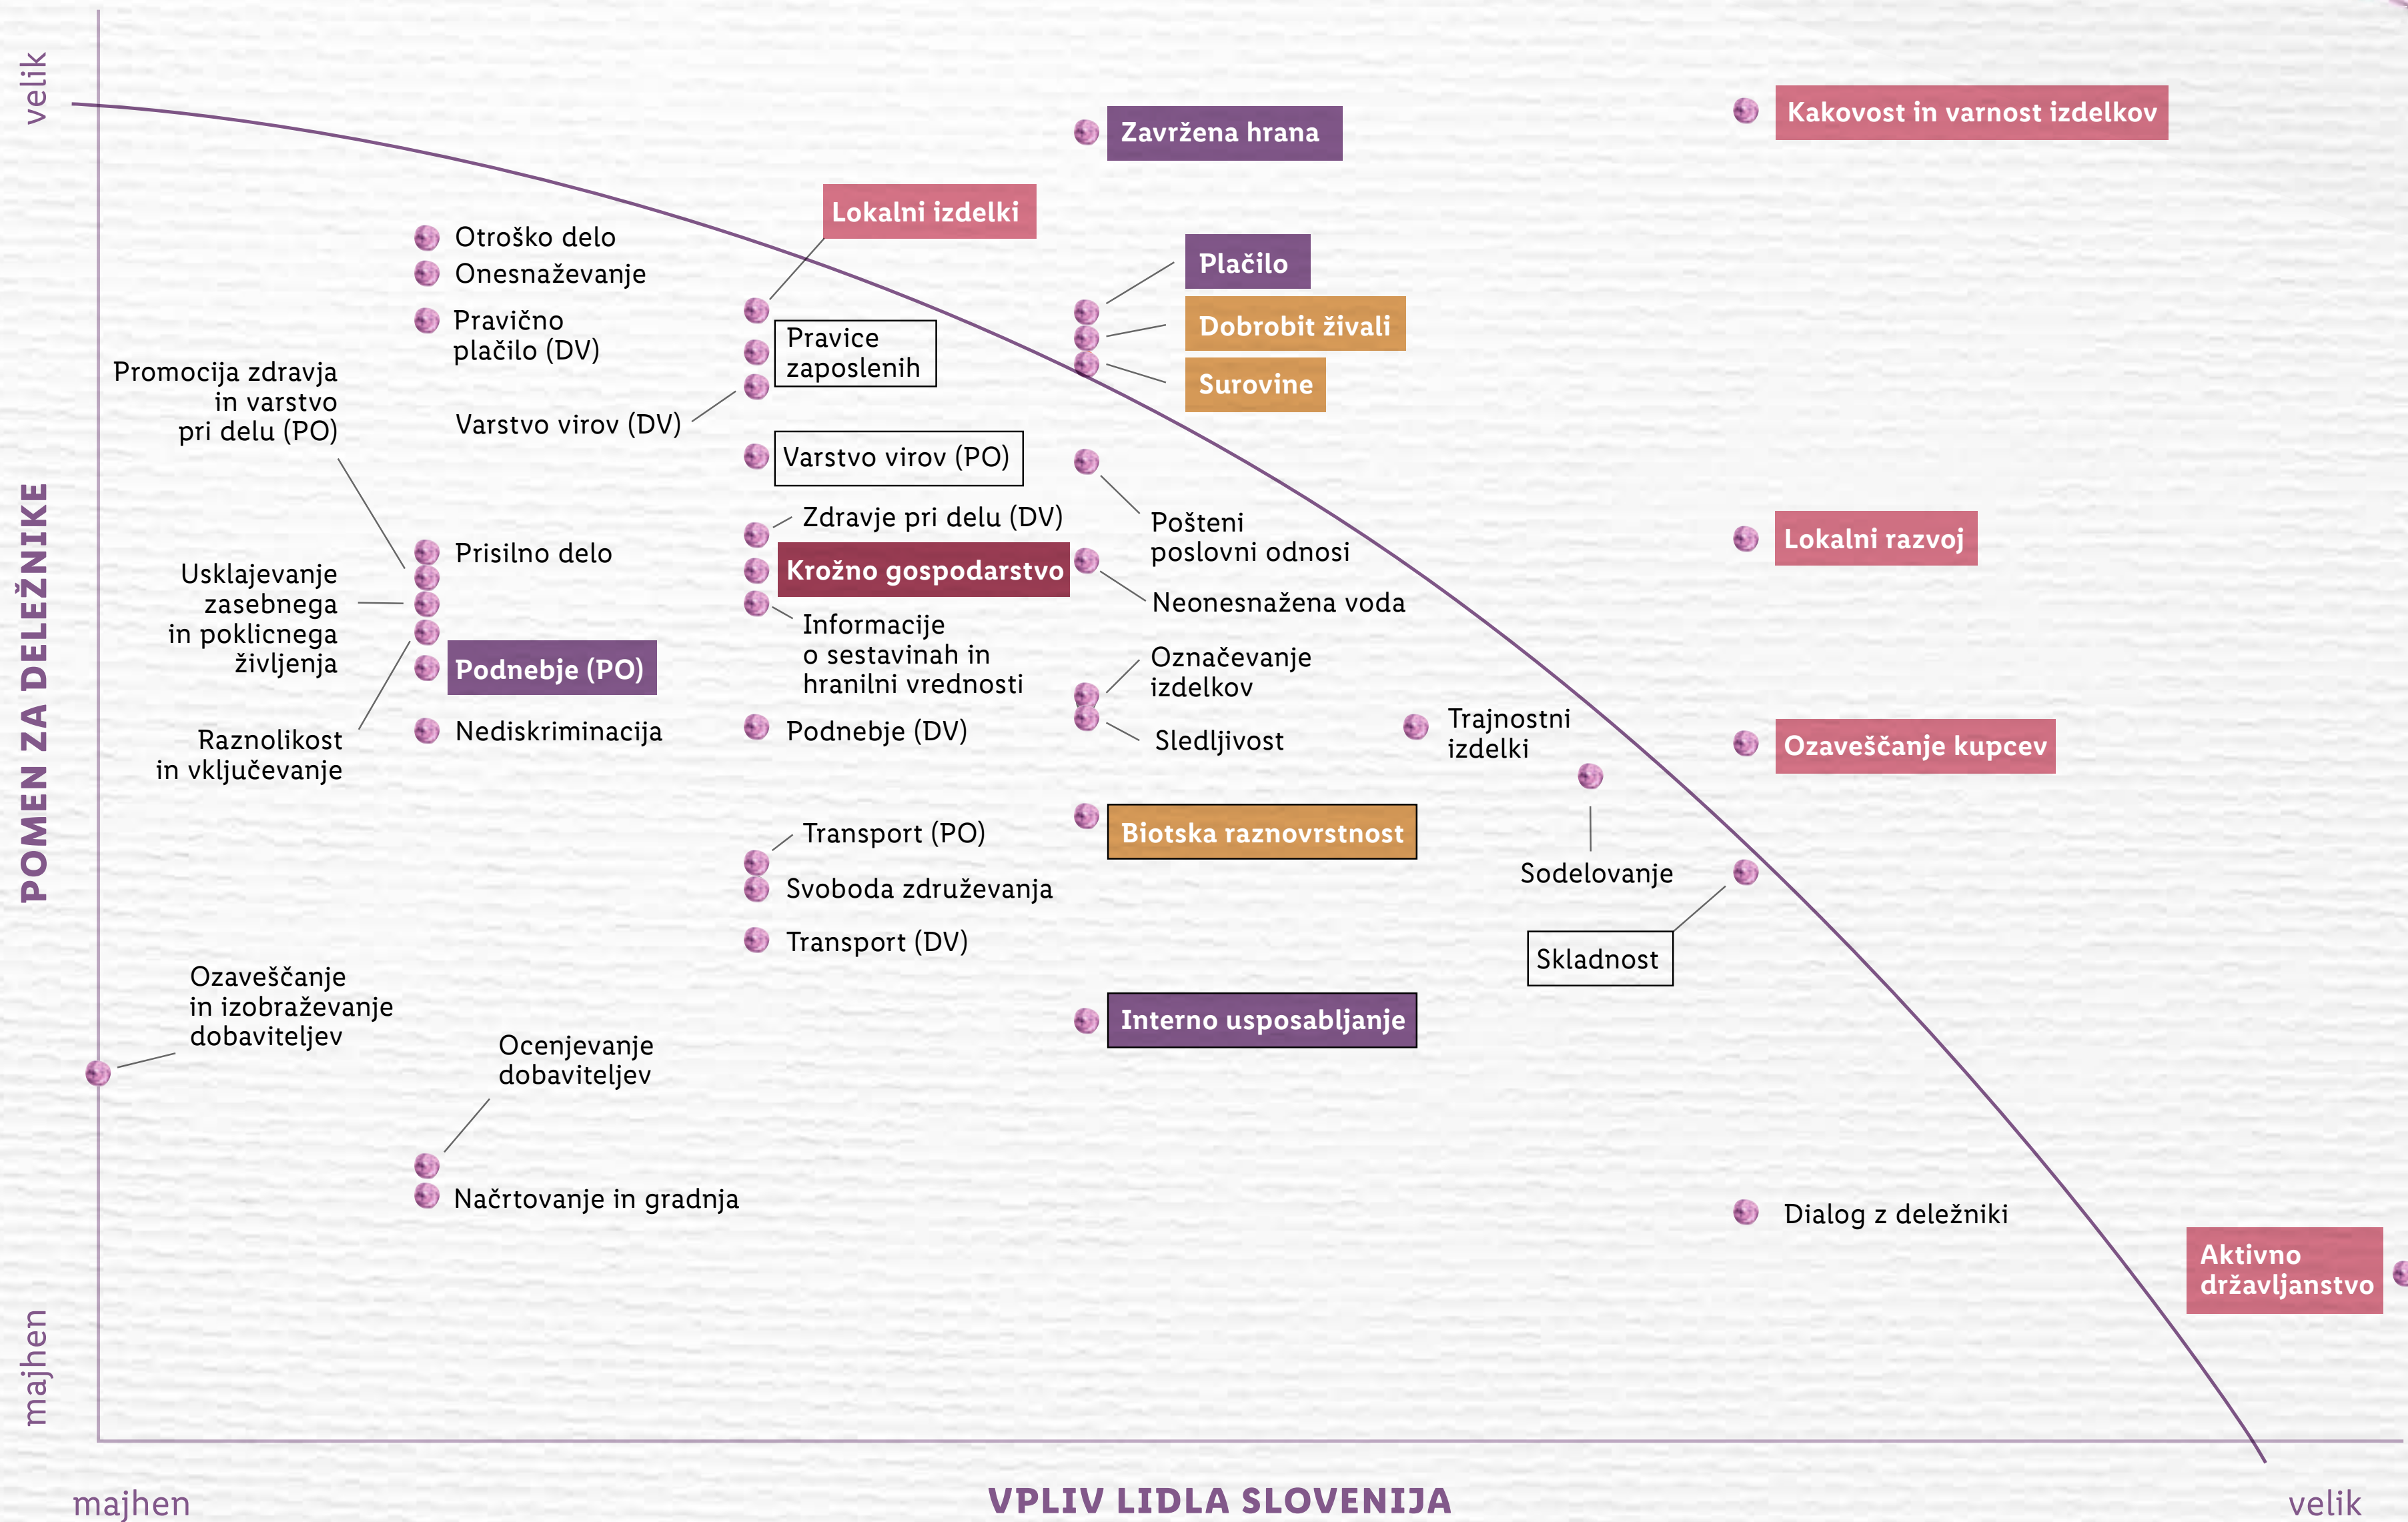 velik
POMEN ZA DELEŽNIKE
majhen
Kakovost in varnost izdelkov
Zavržena hrana
Lokalni izdelki
Otroško delo
Onesnaževanje
Plačilo
Pravično
plačilo (DV)
Dobrobit živali
Pravice
zaposlenih
Surovine
Promocija zdravja
in varstvo
pri delu (PO)
Varstvo virov (DV)
Varstvo virov (PO)
Zdravje pri delu (DV)
Pošteni
poslovni odnosi
Lokalni razvoj
Prisilno delo
Krožno gospodarstvo
Usklajevanje
zasebnega
in poklicnega
življenja
Neonesnažena voda
Informacije
o sestavinah in
hranilni vrednosti
Podnebje (PO)
Označevanje
izdelkov
Raznolikost
in vključevanje
Nediskriminacija
Podnebje (DV)
Sledljivost
Trajnostni
izdelki
Ozaveščanje kupcev
Transport (PO)
Biotska raznovrstnost
Sodelovanje
Svoboda združevanja
Transport (DV)
Skladnost
Ozaveščanje
in izobraževanje
dobaviteljev
Interno usposabljanje
Ocenjevanje
dobaviteljev
Načrtovanje in gradnja
Dialog z deležniki
Aktivno
državljanstvo
majhen
VPLIV LIDLA SLOVENIJA
velik